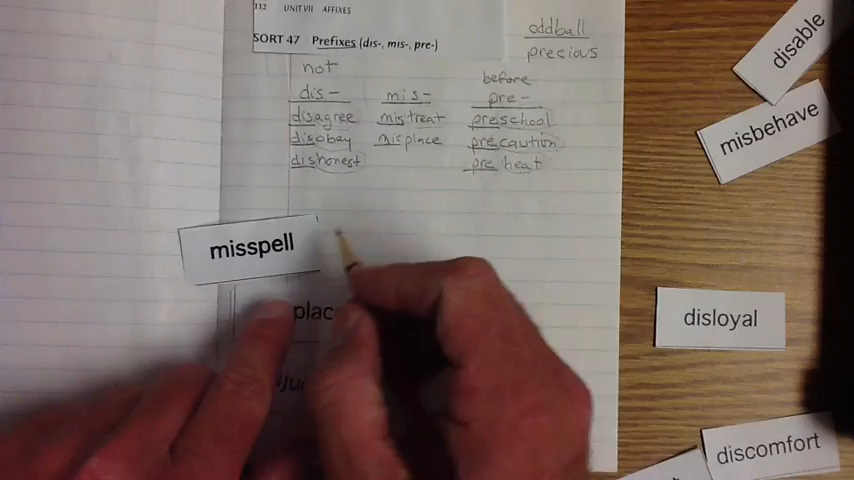 112 UNIT VII AFFIXES
SORT 47 Prefixes (dis-, mis-, pre-)
oddball
precious
not
before
dis- mis- pre-
disagree mistreat preschool
disobey misplace precaution
dishonest preheat
disable
misbehave
misspell
plac
disloyal
discomfort